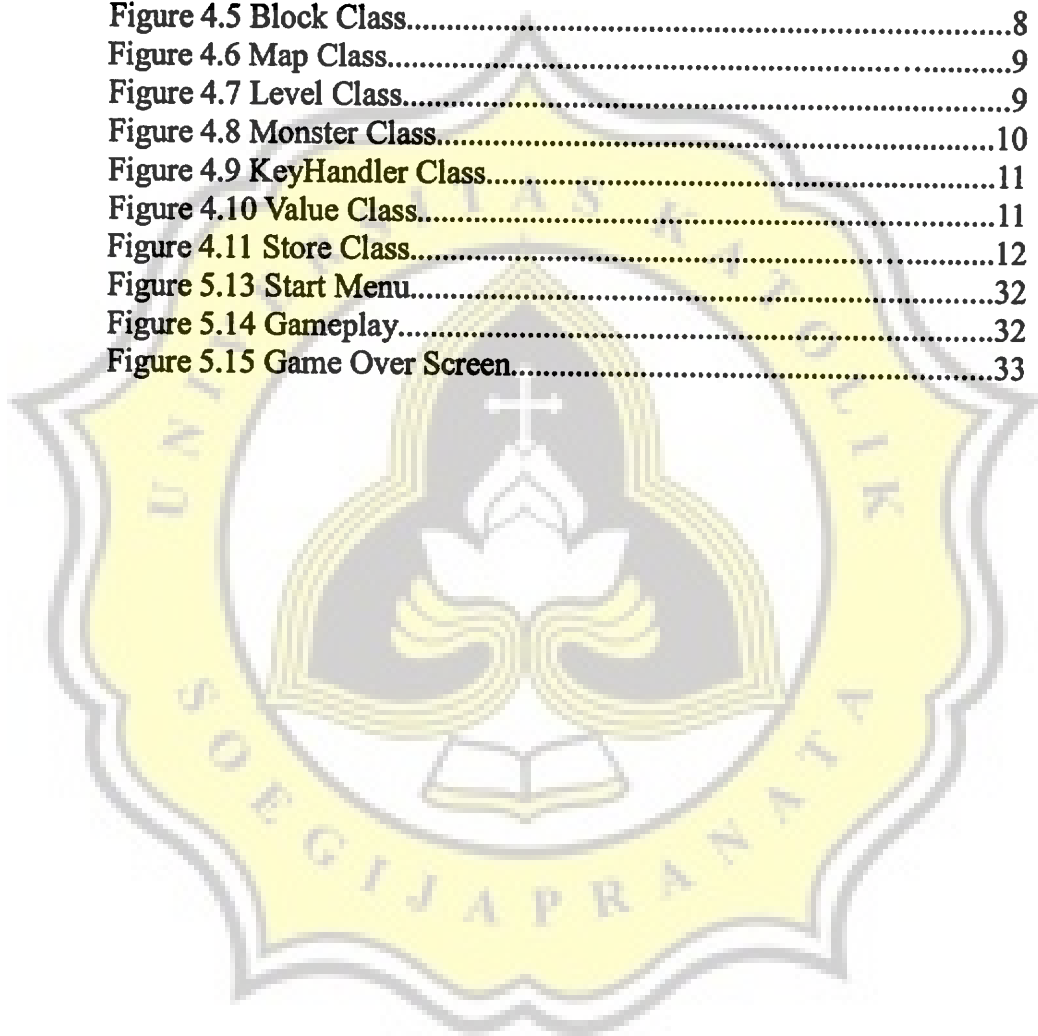 Figure 4.5 Block Class........................................................................................8
Figure 4.6 Map Class..........................................................................................9
Figure 4.7 Level Class.........................................................................................9
Figure 4.8 Monster Class...................................................................................10
Figure 4.9 KeyHandler Class.............................................................................11
Figure 4.10 Value Class.....................................................................................11
Figure 4.11 Store Class......................................................................................12
Figure 5.13 Start Menu......................................................................................32
Figure 5.14 Gameplay........................................................................................32
Figure 5.15 Game Over Screen..........................................................................33
UNIVERSITAS KATOLIK
SOEGIJAPRANATA